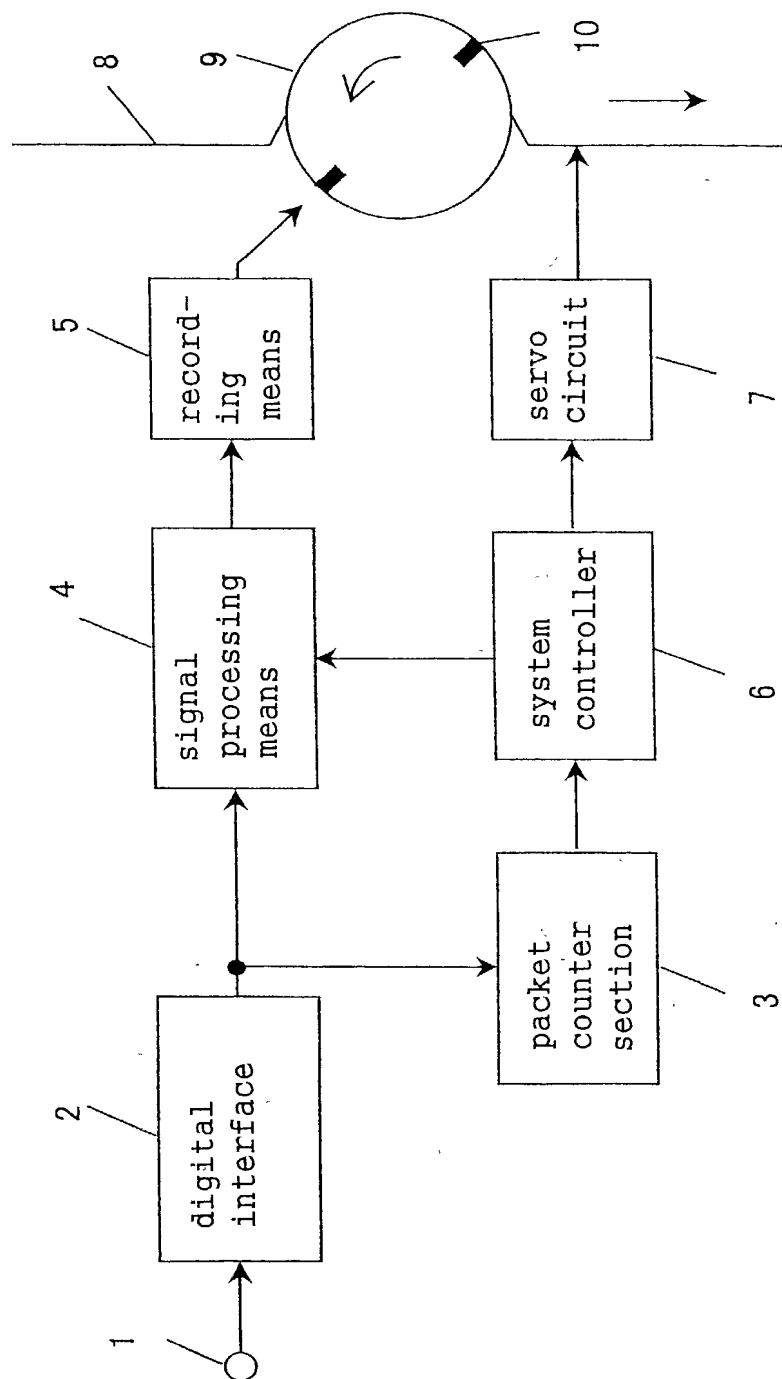 1
2
digital
interface
3
packet
counter
section
4
signal
processing
means
6
system
controller
5
record-
ing
means
7
servo
circuit
8
9
10